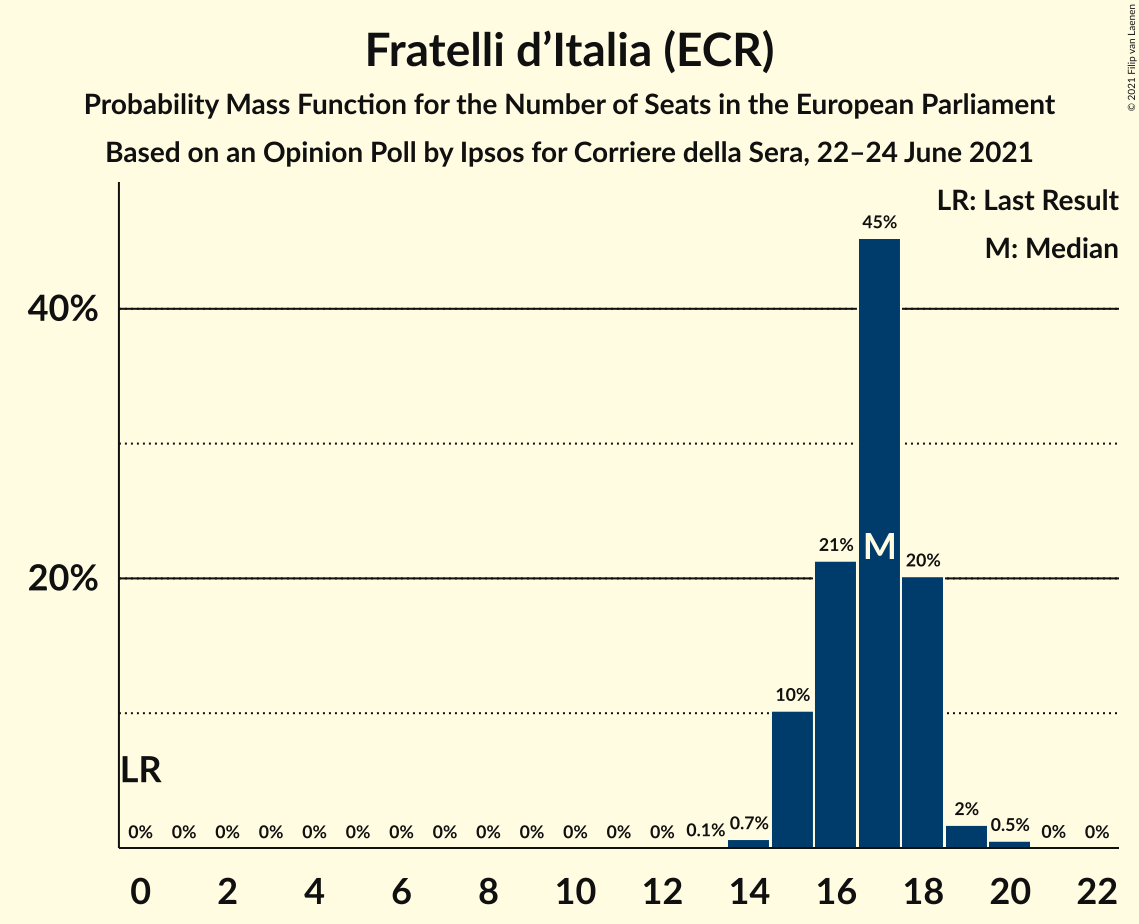 Fratelli d’Italia (ECR)
Probability Mass Function for the Number of Seats in the European Parliament
Based on an Opinion Poll by Ipsos for Corriere della Sera, 22–24 June 2021
© 2021 Filip van Laenen
LR: Last Result
M: Median
45%
40%
21%
M
20%
20%
10%
LR
0% 0% 0% 0% 0% 0% 0% 0% 0% 0% 0% 0% 0% 0.1% 0.7% 2% 0.5% 0% 0%
0 2 4 6 8 10 12 14 16 18 20 22